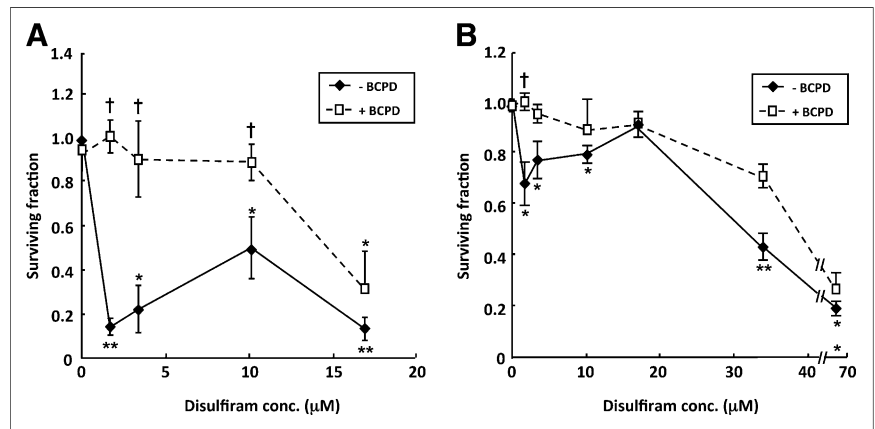 A
1.4
1.2
1.0
0.8
0.6
0.4
0.2
0
Surviving fraction
† † †
* * *
** **
- BCPD
+ BCPD
0 5 10 15 20
Disulfiram conc. (μM)
B
1.2
1.0
0.8
0.6
0.4
0.2
0
Surviving fraction
†
* * *
**
*
*
- BCPD
+ BCPD
0 10 20 30 40 70
Disulfiram conc. (μM)